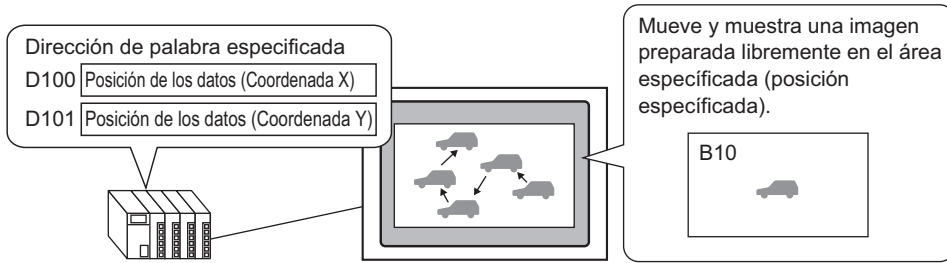 Dirección de palabra especificada
D100 Posición de los datos (Coordenada X)
D101 Posición de los datos (Coordenada Y)
Mueve y muestra una imagen
preparada libremente en el área
específicada (posición
específicada).
B10